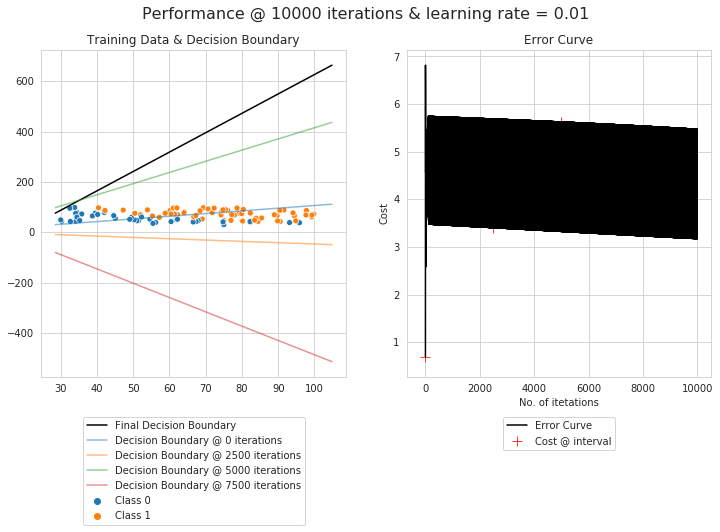 Performance @ 10000 iterations & learning rate = 0.01
Training Data & Decision Boundary
600
400
200
0
−200
−400
30 40 50 60 70 80 90 100
Final Decision Boundary
Decision Boundary @ 0 iterations
Decision Boundary @ 2500 iterations
Decision Boundary @ 5000 iterations
Decision Boundary @ 7500 iterations
Class 0
Class 1
Error Curve
7
6
5
4
3
2
1
Cost
0 2000 4000 6000 8000 10000
No. of itetations
Error Curve
Cost @ interval